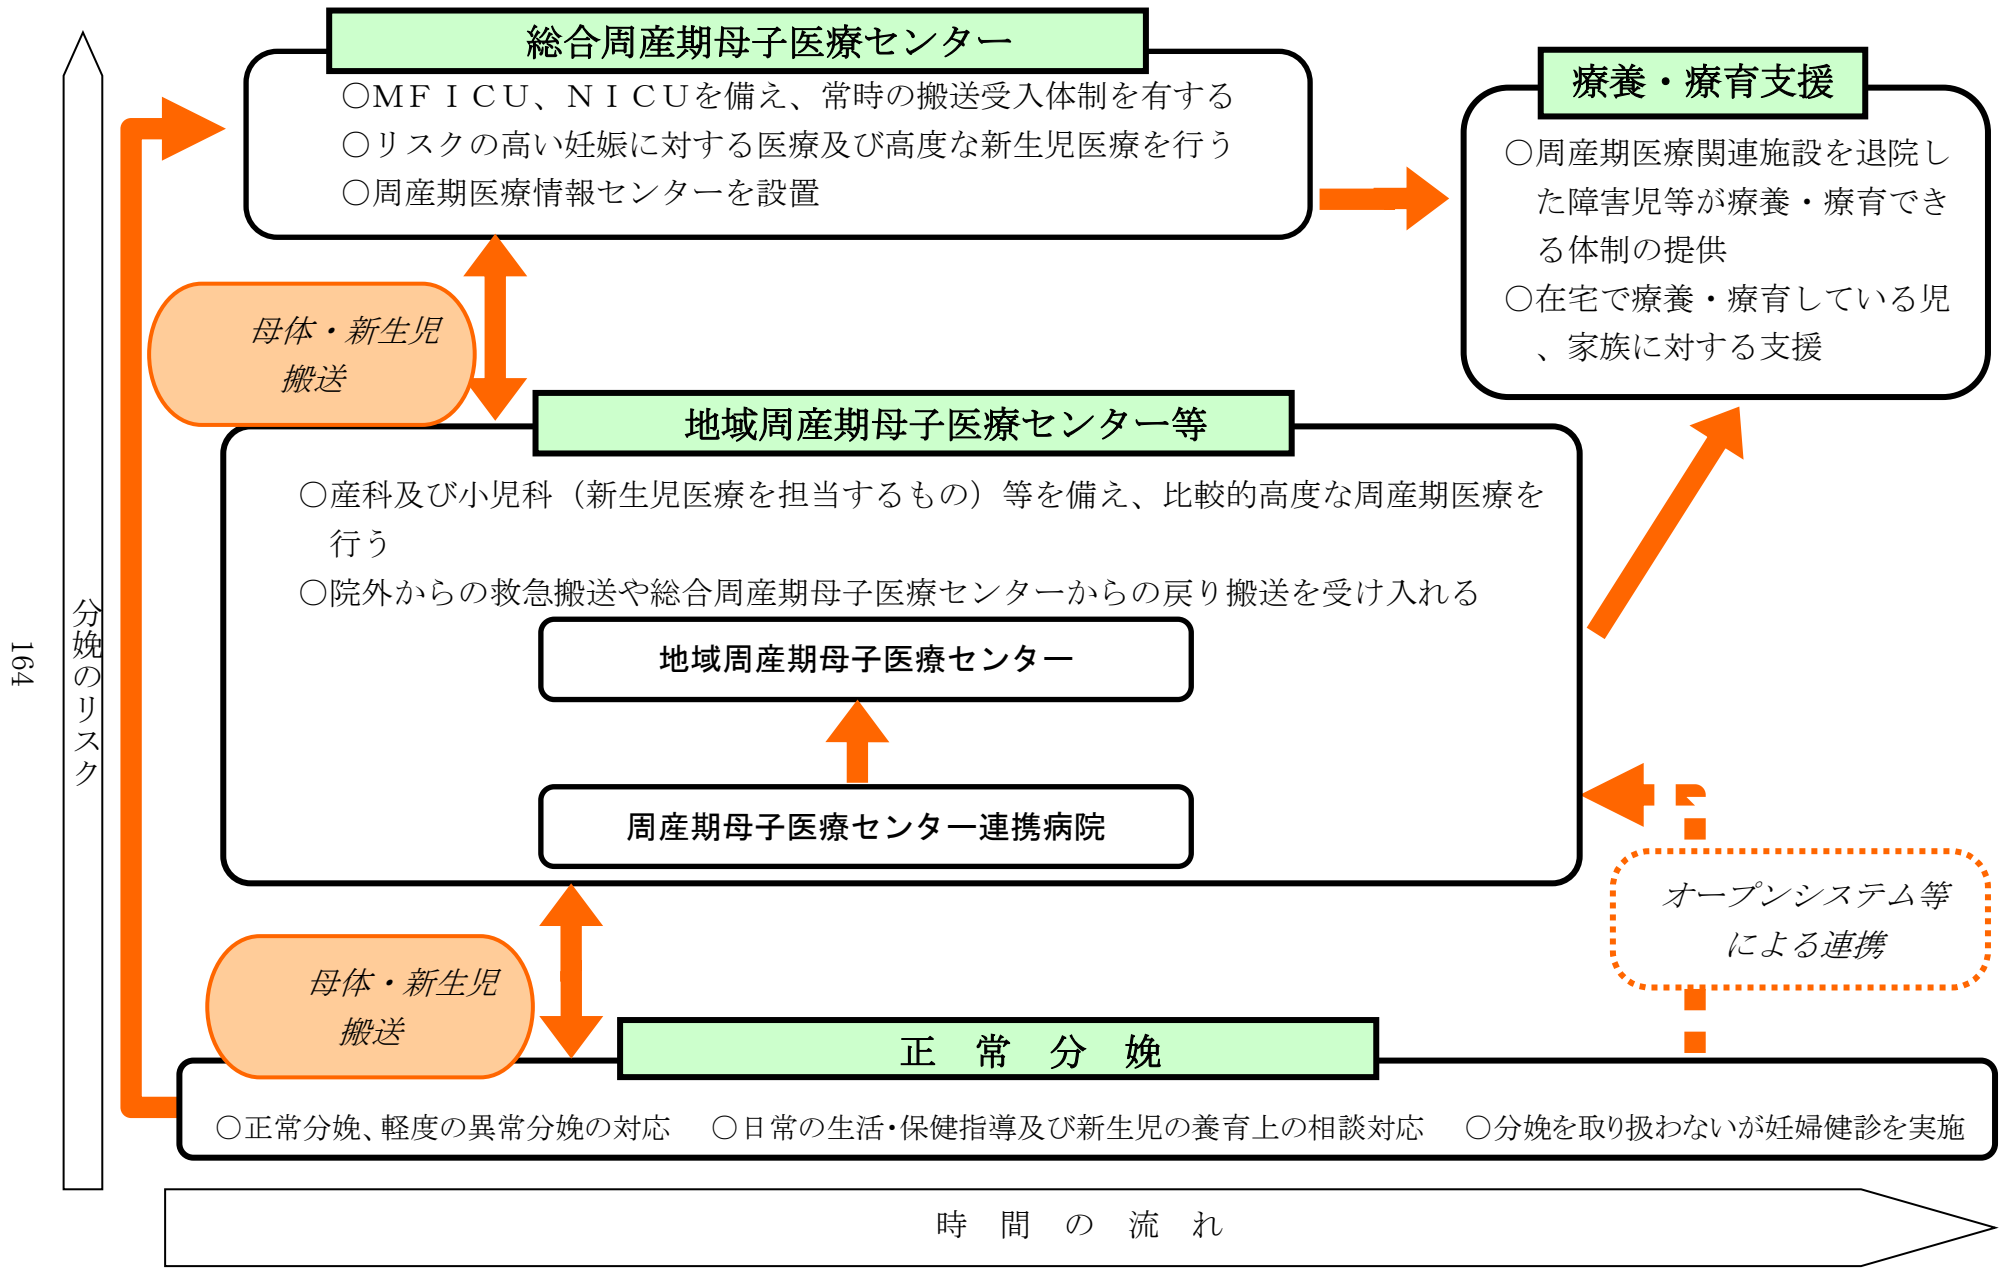 総合周産期母子医療センター
○ＭＦＩＣＵ、ＮＩＣＵを備え、常時の搬送受入体制を有する
○リスクの高い妊娠に対する医療及び高度な新生児医療を行う
○周産期医療情報センターを設置
療養・療育支援
○周産期医療関連施設を退院し
た障害児等が療養・療育でき
る体制の提供
○在宅で療養・療育している児
、家族に対する支援
母体・新生児
搬送
地域周産期母子医療センター等
○産科及び小児科（新生児医療を担当するもの）等を備え、比較的高度な周産期医療を
行う
○院外からの救急搬送や総合周産期母子医療センターからの戻り搬送を受け入れる
地域周産期母子医療センター
周産期母子医療センター連携病院
オープンシステム等
による連携
母体・新生児
搬送
正　常　分　娩
○正常分娩、軽度の異常分娩の対応　○日常の生活・保健指導及び新生児の養育上の相談対応　○分娩を取り扱わないが妊婦健診を実施
分娩のリスク
時　間　の　流　れ
164